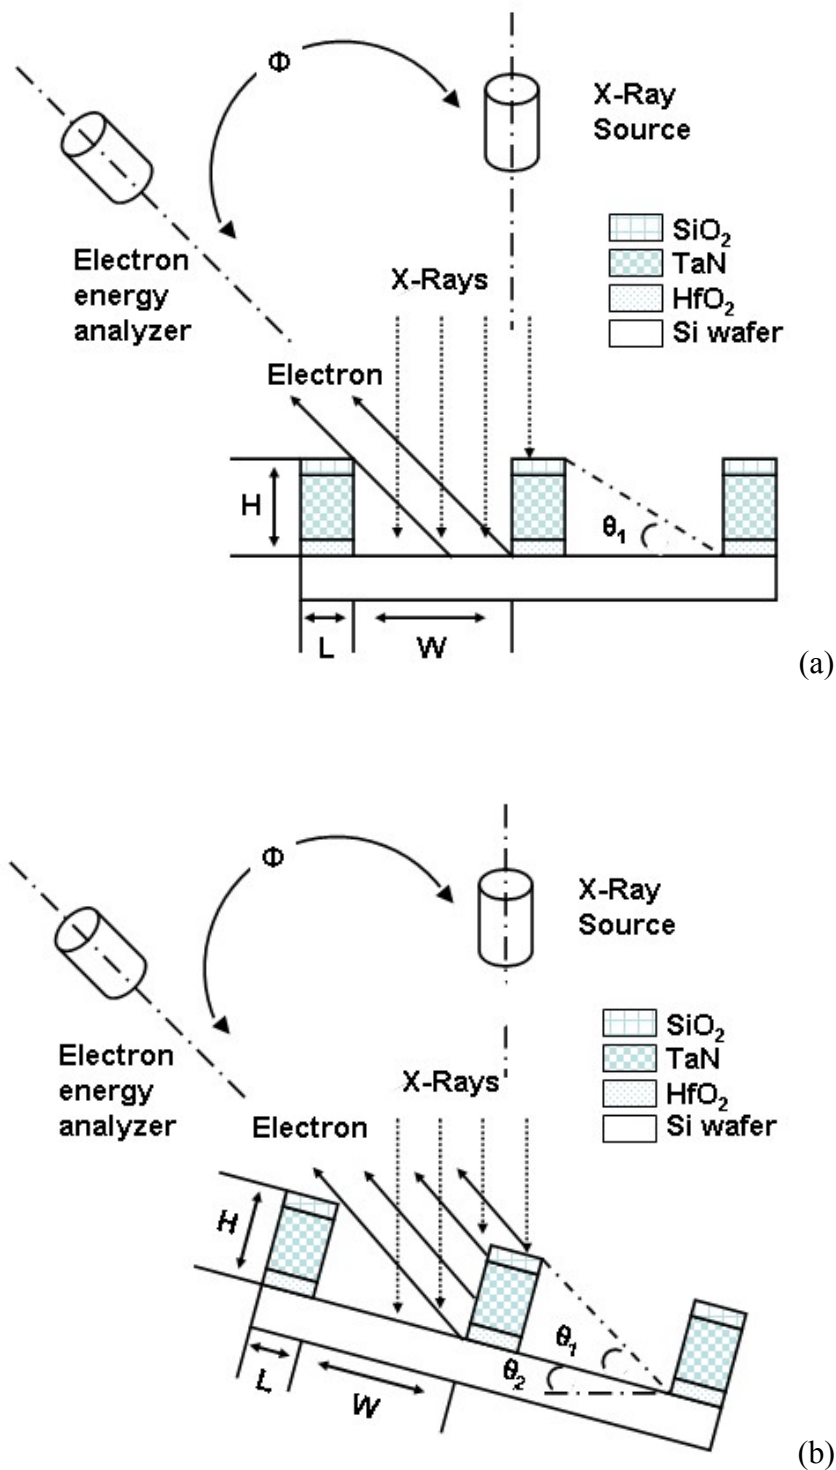 Φ
X-Ray
Source
SiO₂
TaN
HfO₂
Si wafer
Electron
energy
analyzer
X-Rays
Electron
H
θ₁
L
W
(a)
Φ
X-Ray
Source
SiO₂
TaN
HfO₂
Si wafer
Electron
energy
analyzer
X-Rays
Electron
H
θ₁
θ₂
L
W
(b)